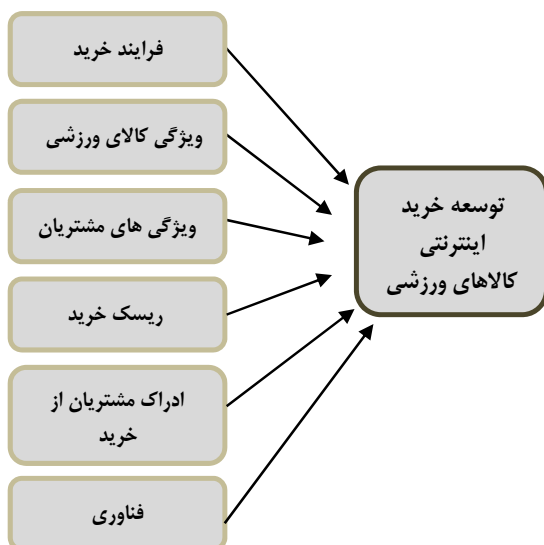 فرایند خرید
ویژگی کالای ورزشی
ویژگی های مشتریان
ریسک خرید
ادراک مشتریان از
خرید
فناوری
توسعه خرید
اینترنتی
کالاهای ورزشی